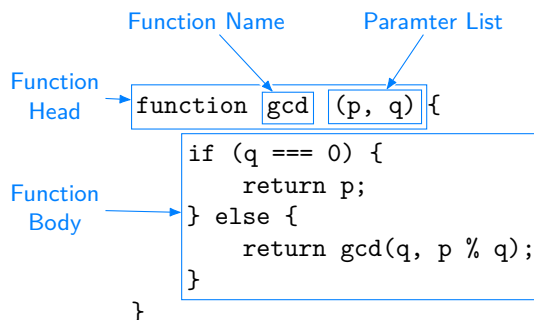 Function Name
Paramter List
Function
Head
function gcd (p, q) {
if (q === 0) {
return p;
Function
Body
} else {
return gcd(q, p % q);
}
}